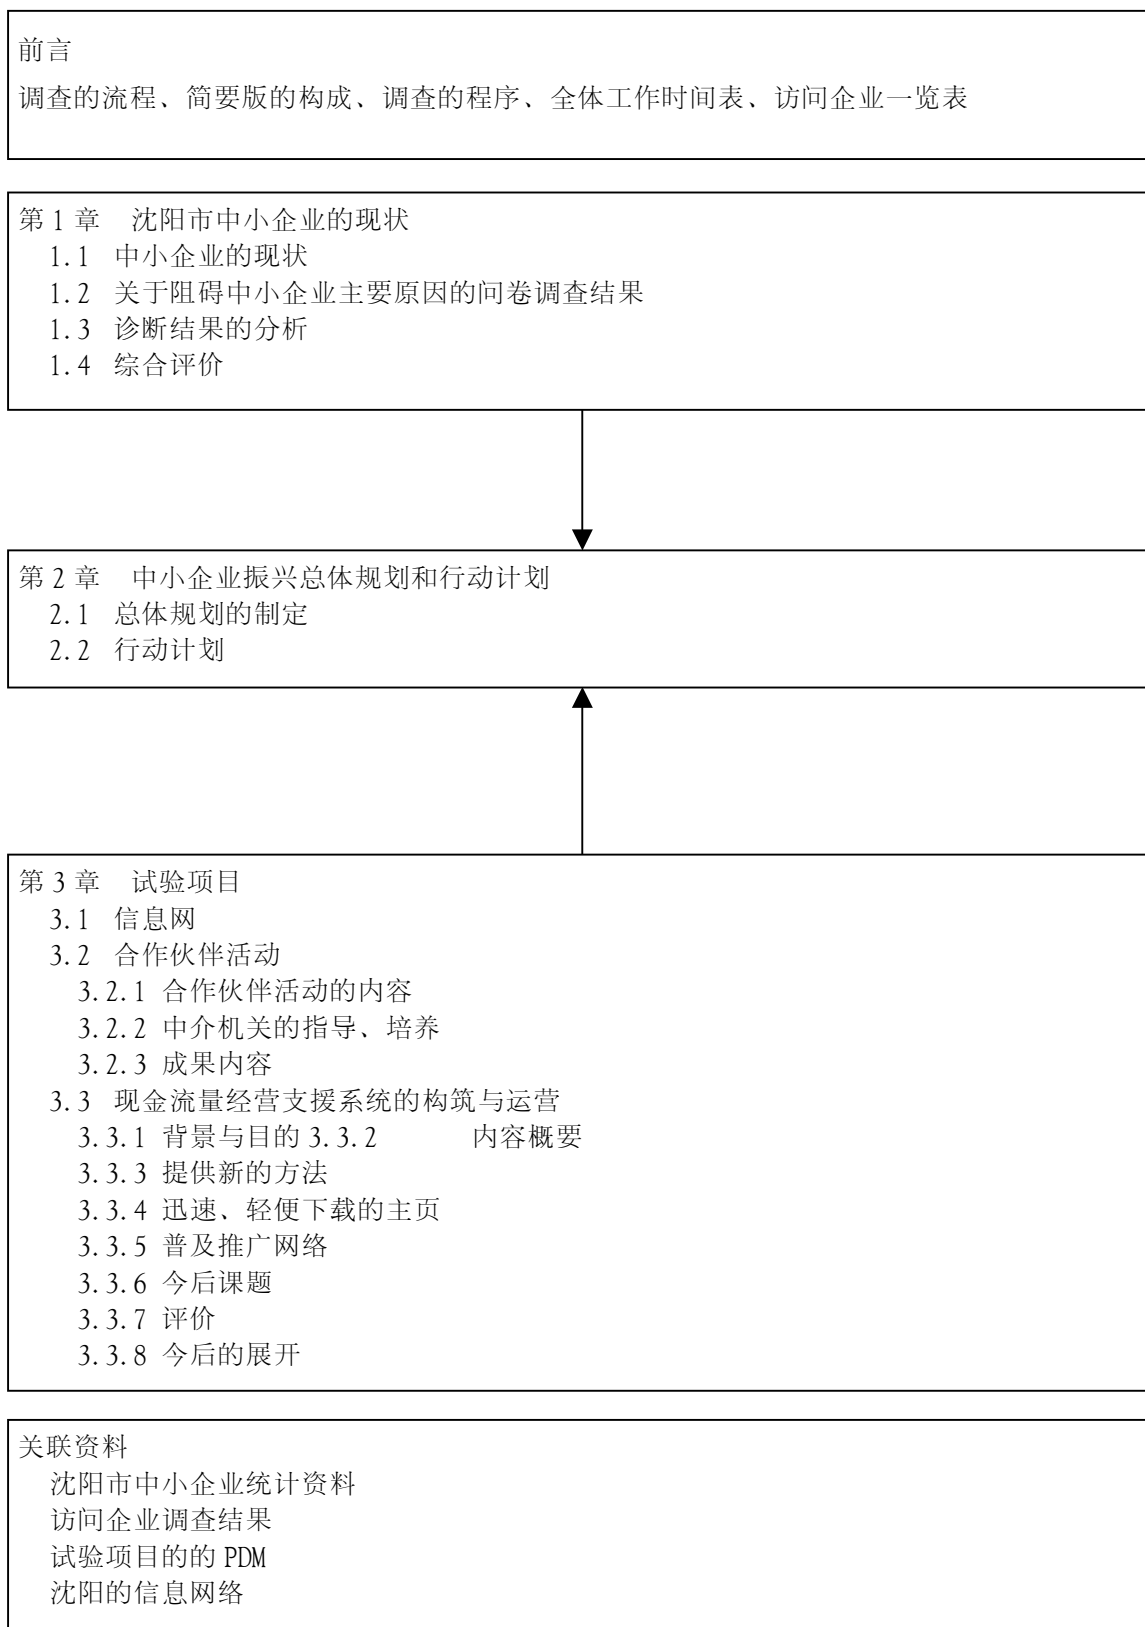 前言
调查的流程、简要版的构成、调查的程序、全体工作时间表、访问企业一览表
第1章 沈阳市中小企业的现状
1.1 中小企业的现状
1.2 关于阻碍中小企业主要原因的问卷调查结果
1.3 诊断结果的分析
1.4 综合评价
第2章 中小企业振兴总体规划和行动计划
2.1 总体规划的制定
2.2 行动计划
第3章 试验项目
3.1 信息网
3.2 合作伙伴活动
3.2.1 合作伙伴活动的内容
3.2.2 中介机关的指导、培养
3.2.3 成果内容
3.3 现金流量经营支援系统的构筑与运营
3.3.1 背景与目的 3.3.2 内容概要
3.3.3 提供新的方法
3.3.4 迅速、轻便下载的主页
3.3.5 普及推广网络
3.3.6 今后课题
3.3.7 评价
3.3.8 今后的展开
关联资料
沈阳市中小企业统计资料
访问企业调查结果
试验项目的的 PDM
沈阳的信息网络